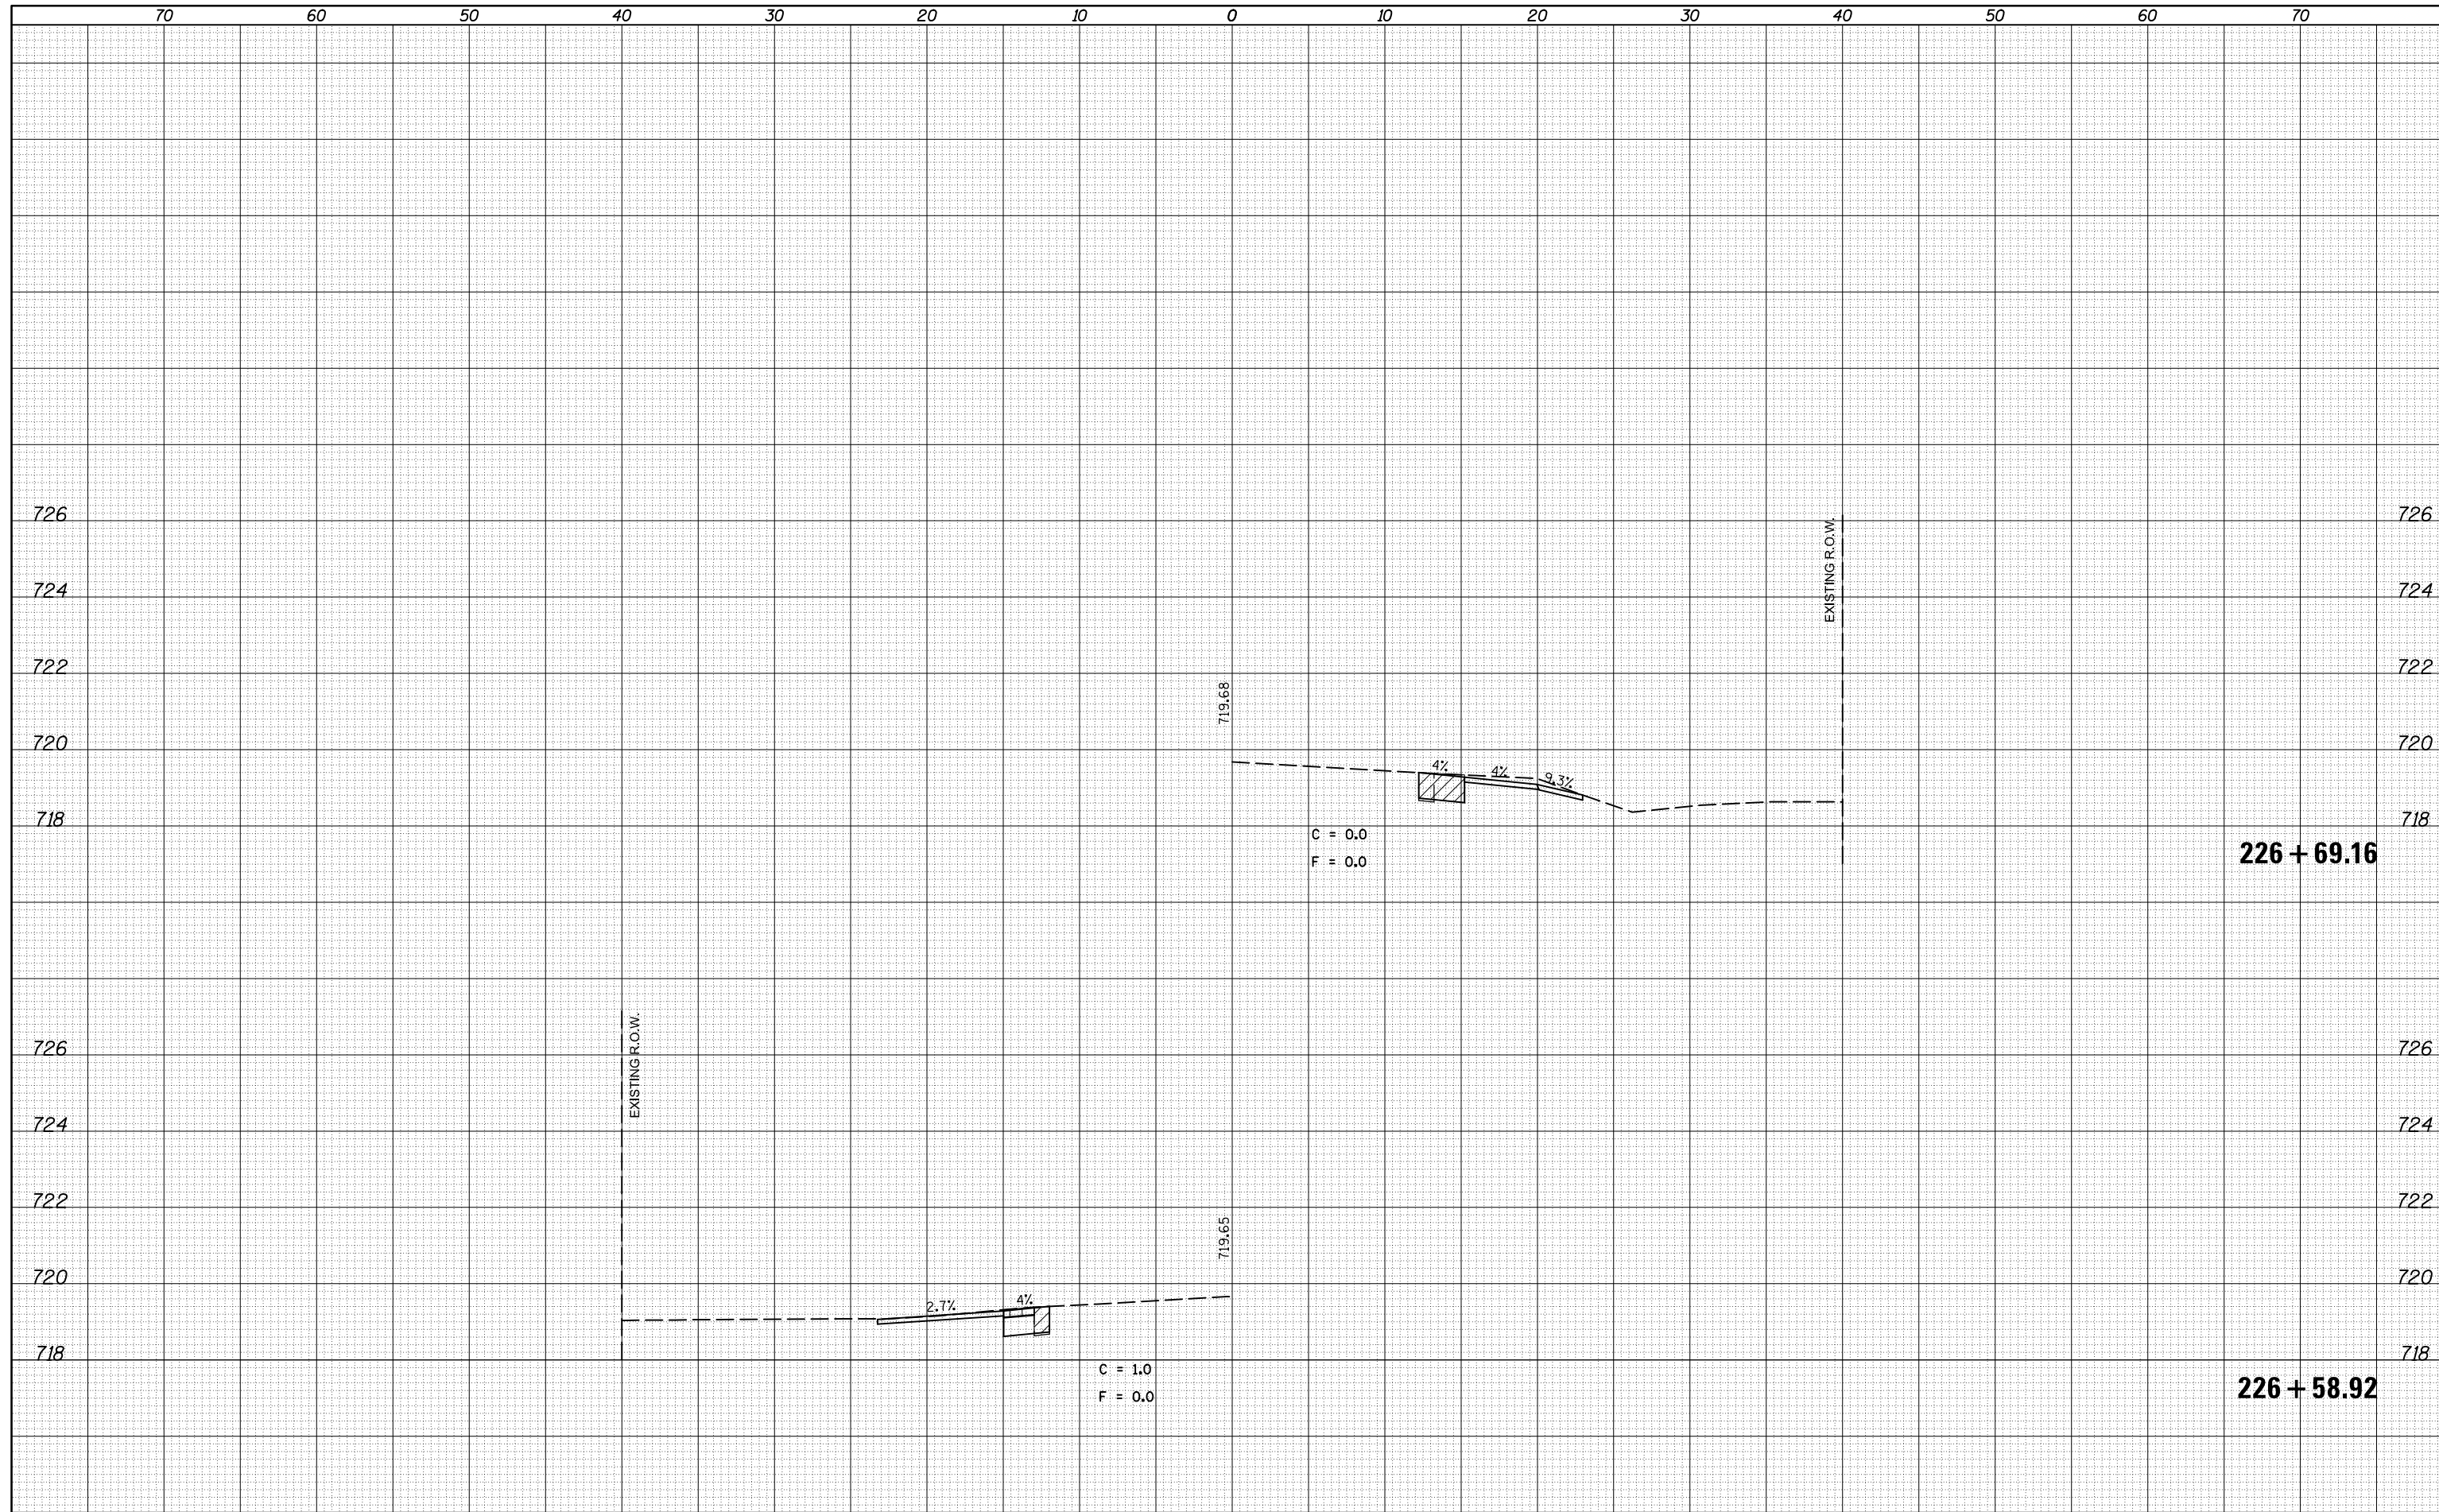 70 60 50 40 30 20 10 0 10 20 30 40 50 60 70
726 726
EXISTING R.O.W.
724 724
722 722
719.68
720 720
4% 4% 9.3%
718 718
C = 0.0
F = 0.0
226 + 69.16
EXISTING R.O.W.
726 726
724 724
722 722
719.65
720 720
2.7% 4%
718 718
C = 1.0
F = 0.0
226 + 58.92